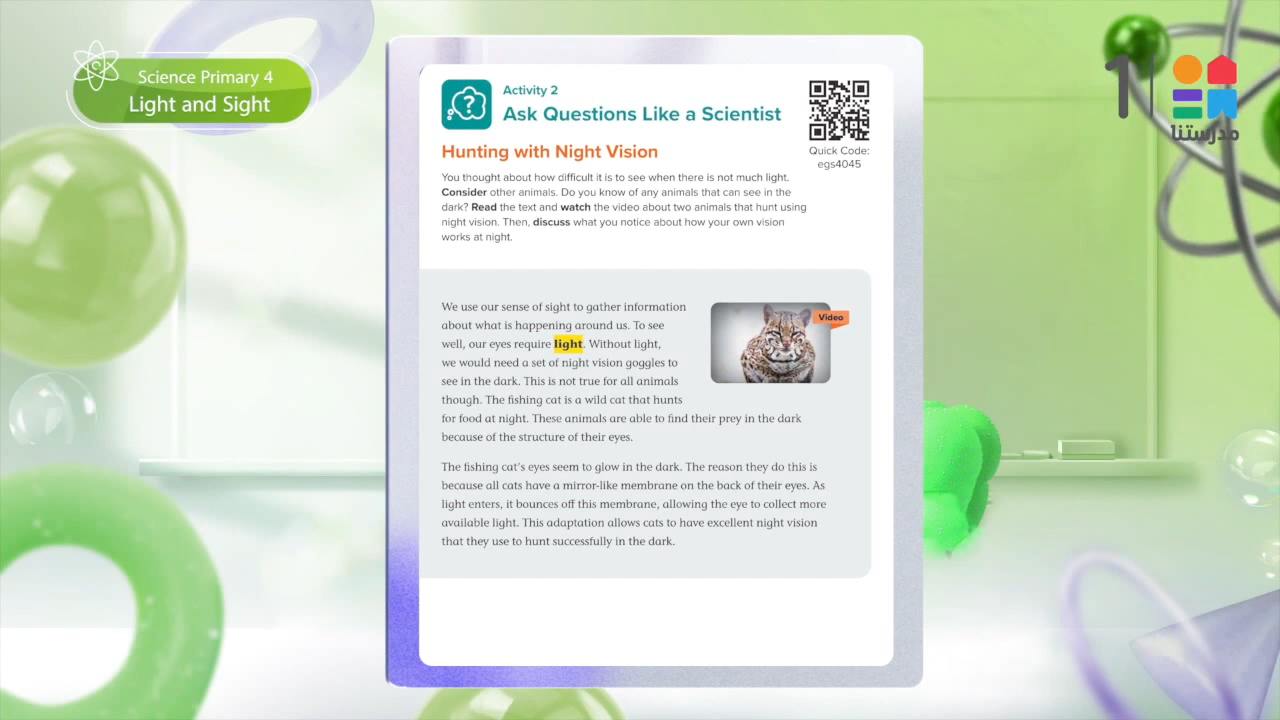 Science Primary 4
Light and Sight
1
مدرستنا
Activity 2
Ask Questions Like a Scientist
Quick Code:
egs4045
Hunting with Night Vision
You thought about how difficult it is to see when there is not much light.
Consider other animals. Do you know of any animals that can see in the
dark? Read the text and watch the video about two animals that hunt using
night vision. Then, discuss what you notice about how your own vision
works at night.
We use our sense of sight to gather information
about what is happening around us. To see
well, our eyes require light. Without light,
we would need a set of night vision goggles to
see in the dark. This is not true for all animals
though. The fishing cat is a wild cat that hunts
for food at night. These animals are able to find their prey in the dark
because of the structure of their eyes.
Video
The fishing cat's eyes seem to glow in the dark. The reason they do this is
because all cats have a mirror-like membrane on the back of their eyes. As
light enters, it bounces off this membrane, allowing the eye to collect more
available light. This adaptation allows cats to have excellent night vision
that they use to hunt successfully in the dark.